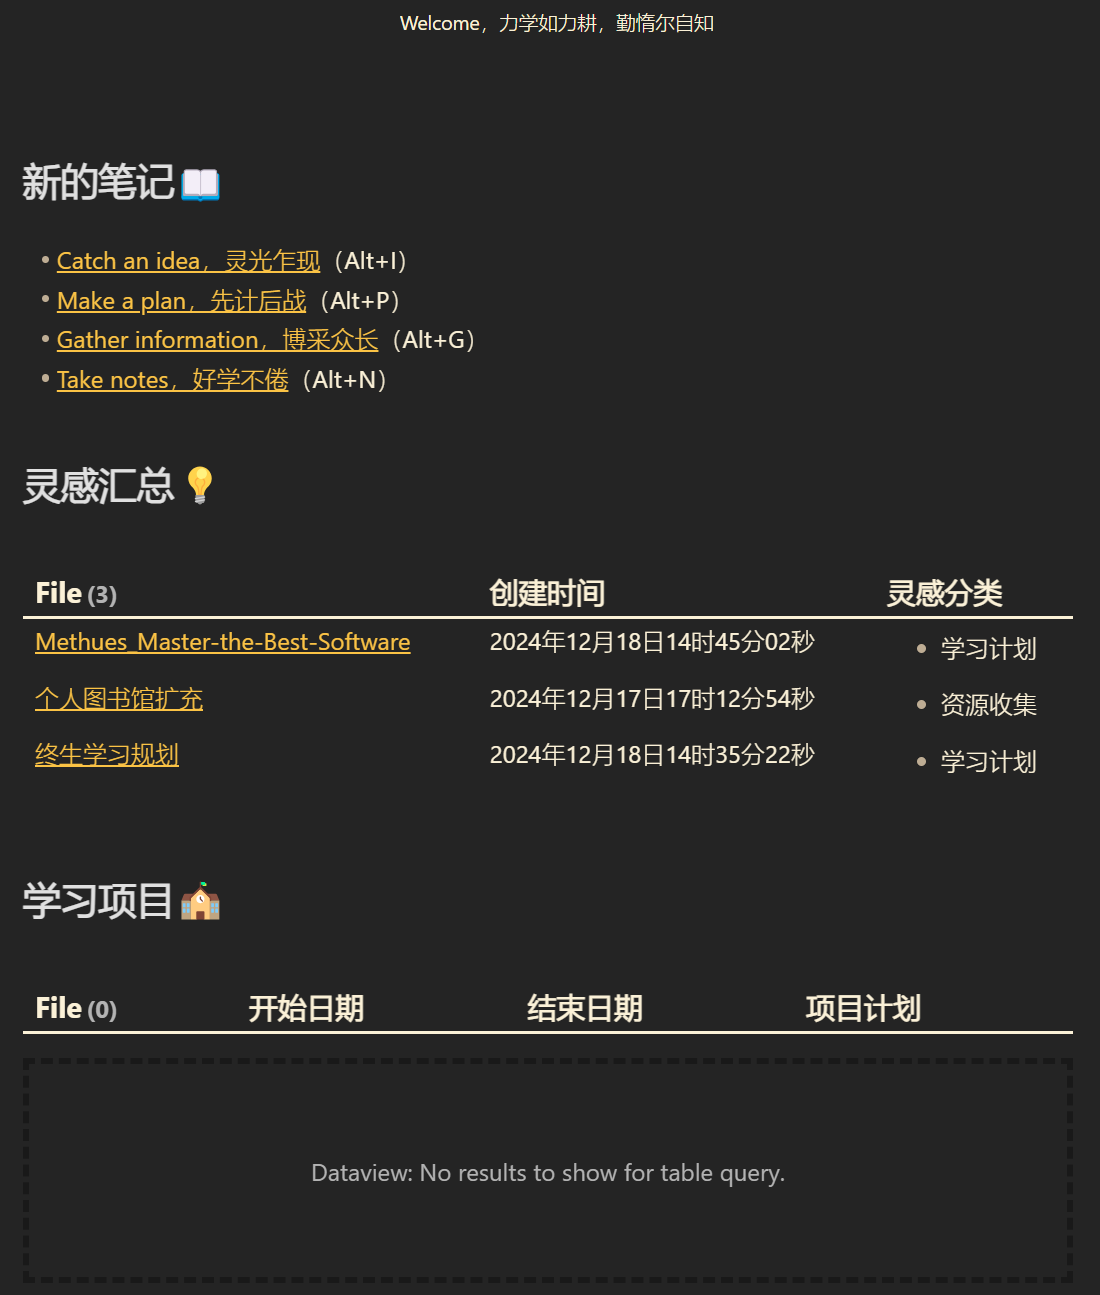 Welcome，力学如力耕，勤惰尔自知
新的笔记
Catch an idea，灵光乍现（Alt+I）
Make a plan，先计后战（Alt+P）
Gather information，博采众长（Alt+G）
Take notes，好学不倦（Alt+N）
灵感汇总
File (3) 创建时间 灵感分类
Methues_Master-the-Best-Software 2024年12月18日14时45分02秒 学习计划
个人图书馆扩充 2024年12月17日17时12分54秒 资源收集
终生学习规划 2024年12月18日14时35分22秒 学习计划
学习项目
File (0) 开始日期 结束日期 项目计划
Dataview: No results to show for table query.